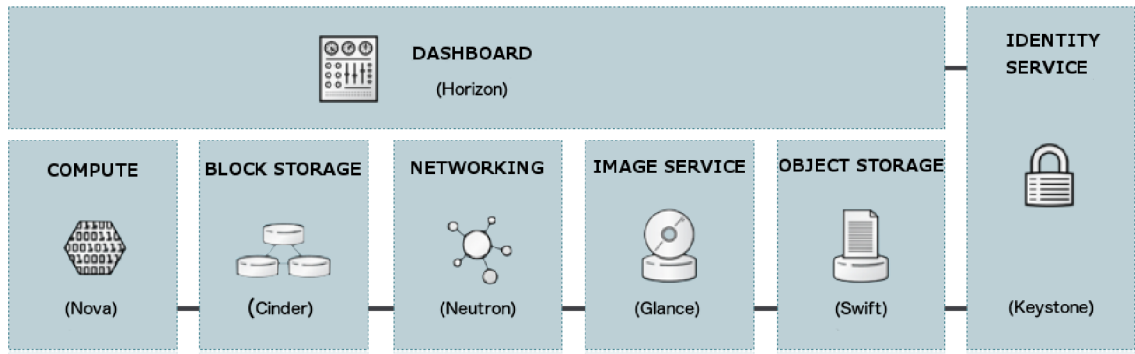 DASHBOARD
(Horizon)
IDENTITY
SERVICE
(Keystone)
COMPUTE
(Nova)
BLOCK STORAGE
(Cinder)
NETWORKING
(Neutron)
IMAGE SERVICE
(Glance)
OBJECT STORAGE
(Swift)